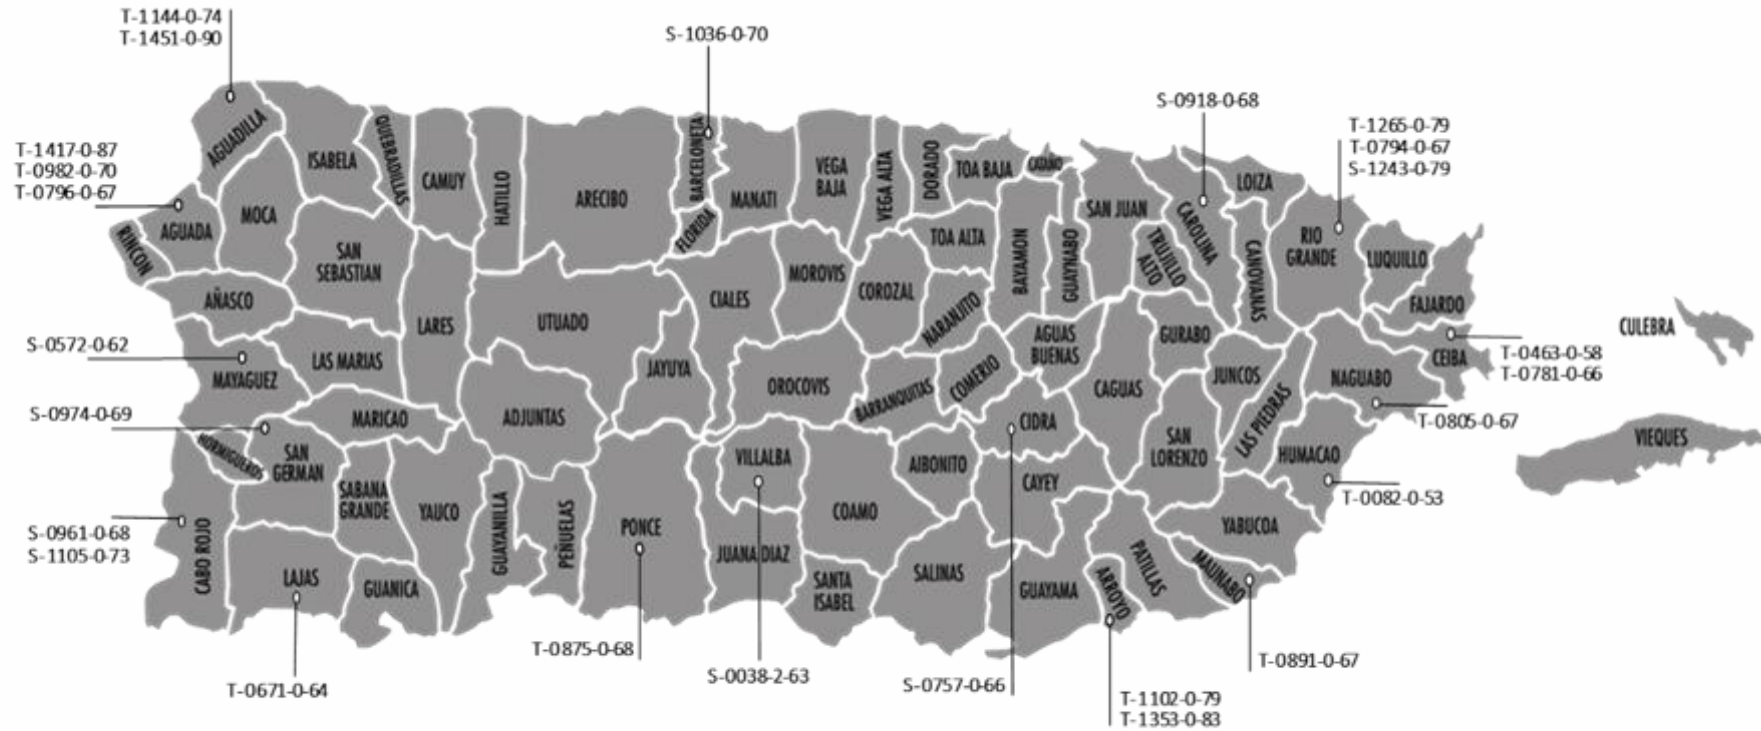 T-1144-0-74
T-1451-0-90
S-1036-0-70
S-0918-0-68
T-1265-0-79
T-0794-0-67
S-1243-0-79
T-1417-0-87
T-0982-0-70
T-0796-0-67
AGUADILLA
ISABELA
QUEBRADILLAS
CAMUY
HATILLO
ARECIBO
BARCELONETA
FLORIDA
MANATI
VEGA
BAJA
VEGA ALTA
DORADO
TOA BAJA
CATAÑO
TOA ALTA
BAYAMON
GUAYNABO
SAN JUAN
TRUJILLO
ALTO
CAROLINA
LOIZA
CANOVANAS
RIO
GRANDE
LUQUILLO
FAJARDO
CEIBA
CULEBRA
VIEQUES
RINCON
AGUADA
MOCA
SAN
SEBASTIAN
AÑASCO
LARES
UTUADO
CIALES
MOROVIS
COROZAL
NARANJITO
AGUAS
BUENAS
GURABO
CAGUAS
JUNCOS
LAS PIEDRAS
NAGUABO
S-0572-0-62
MAYAGUEZ
LAS MARIAS
JAYUYA
OROCOVIS
BARRANQUITAS
COMERIO
T-0463-0-58
T-0781-0-66
T-0805-0-67
S-0974-0-69
MARICAO
ADJUNTAS
CIDRA
HORMIGUEROS
SAN
GERMAN
SABANA
GRANDE
YAUCO
GUAYANILLA
PEÑUELAS
PONCE
VILLALBA
JUANA DIAZ
COAMO
AIBONITO
CAYEY
SAN
LORENZO
HUMACAO
T-0082-0-53
YABUCOA
S-0961-0-68
S-1105-0-73
CABO ROJO
LAJAS
GUANICA
SANTA
ISABEL
SALINAS
GUAYAMA
ARROYO
PATILLAS
MAUNABO
T-0671-0-64
T-0875-0-68
S-0038-2-63
S-0757-0-66
T-1102-0-79
T-1353-0-83
T-0891-0-67